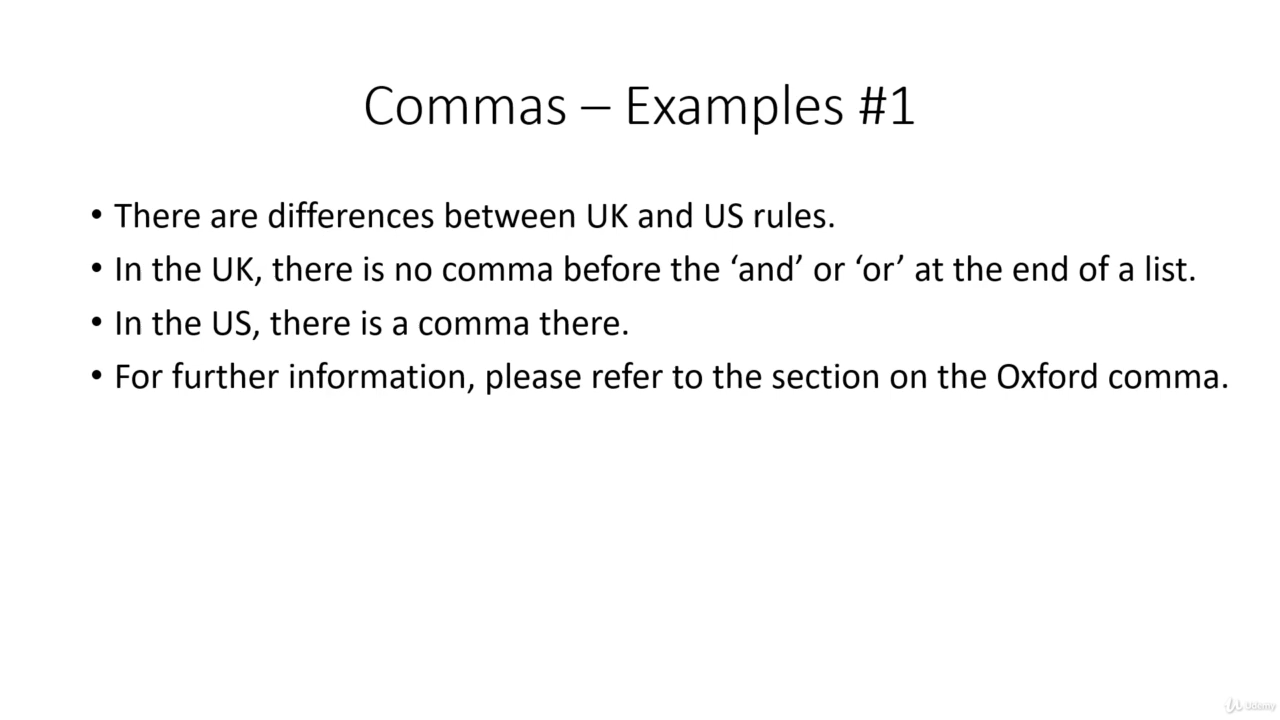 Commas – Examples #1
• There are differences between UK and US rules.
• In the UK, there is no comma before the ‘and’ or ‘or’ at the end of a list.
• In the US, there is a comma there.
• For further information, please refer to the section on the Oxford comma.
Udemy